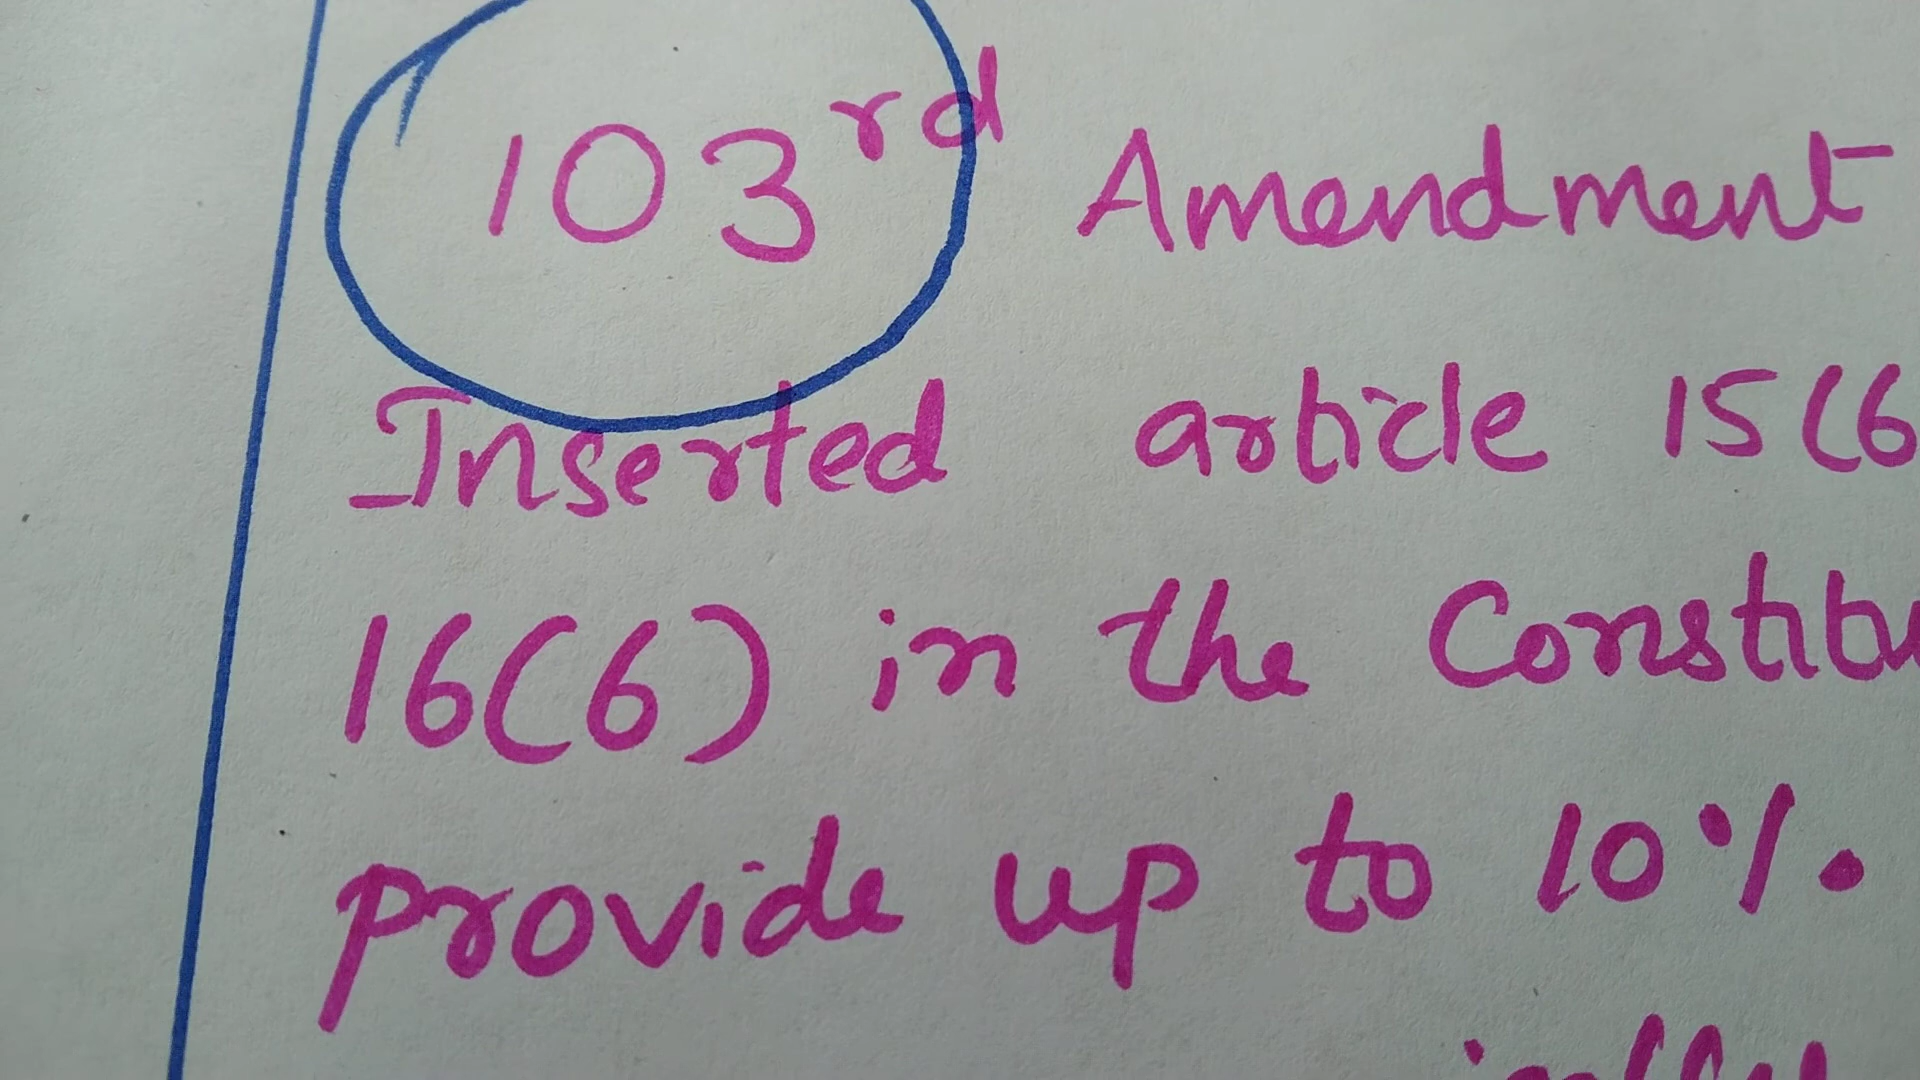 103rd Amendment
Inserted article 15(6
16(6) in the Constitu
provide up to 10%.